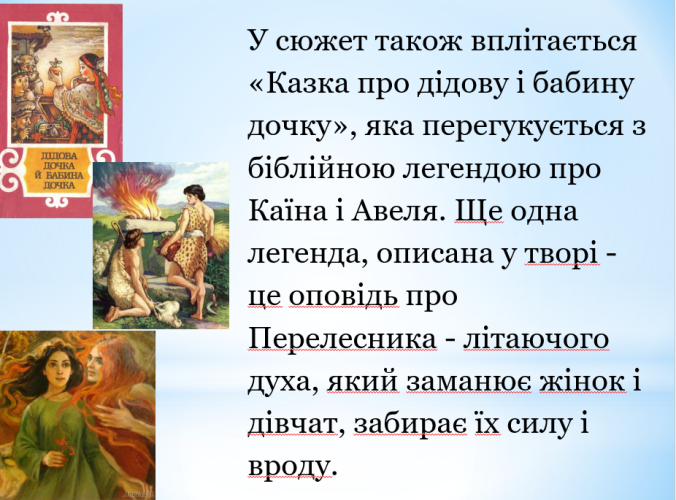 ДІДОВА
ДОЧКА
Й БАБИНА
ДОЧКА
У сюжет також вплітається
«Казка про дідову і бабину
дочку», яка перегукується з
біблійною легендою про
Каїна і Авеля. Ще одна
легенда, описана у творі -
це оповідь про
Перелесника - літаючого
духа, який заманює жінок і
дівчат, забирає їх силу і
вроду.